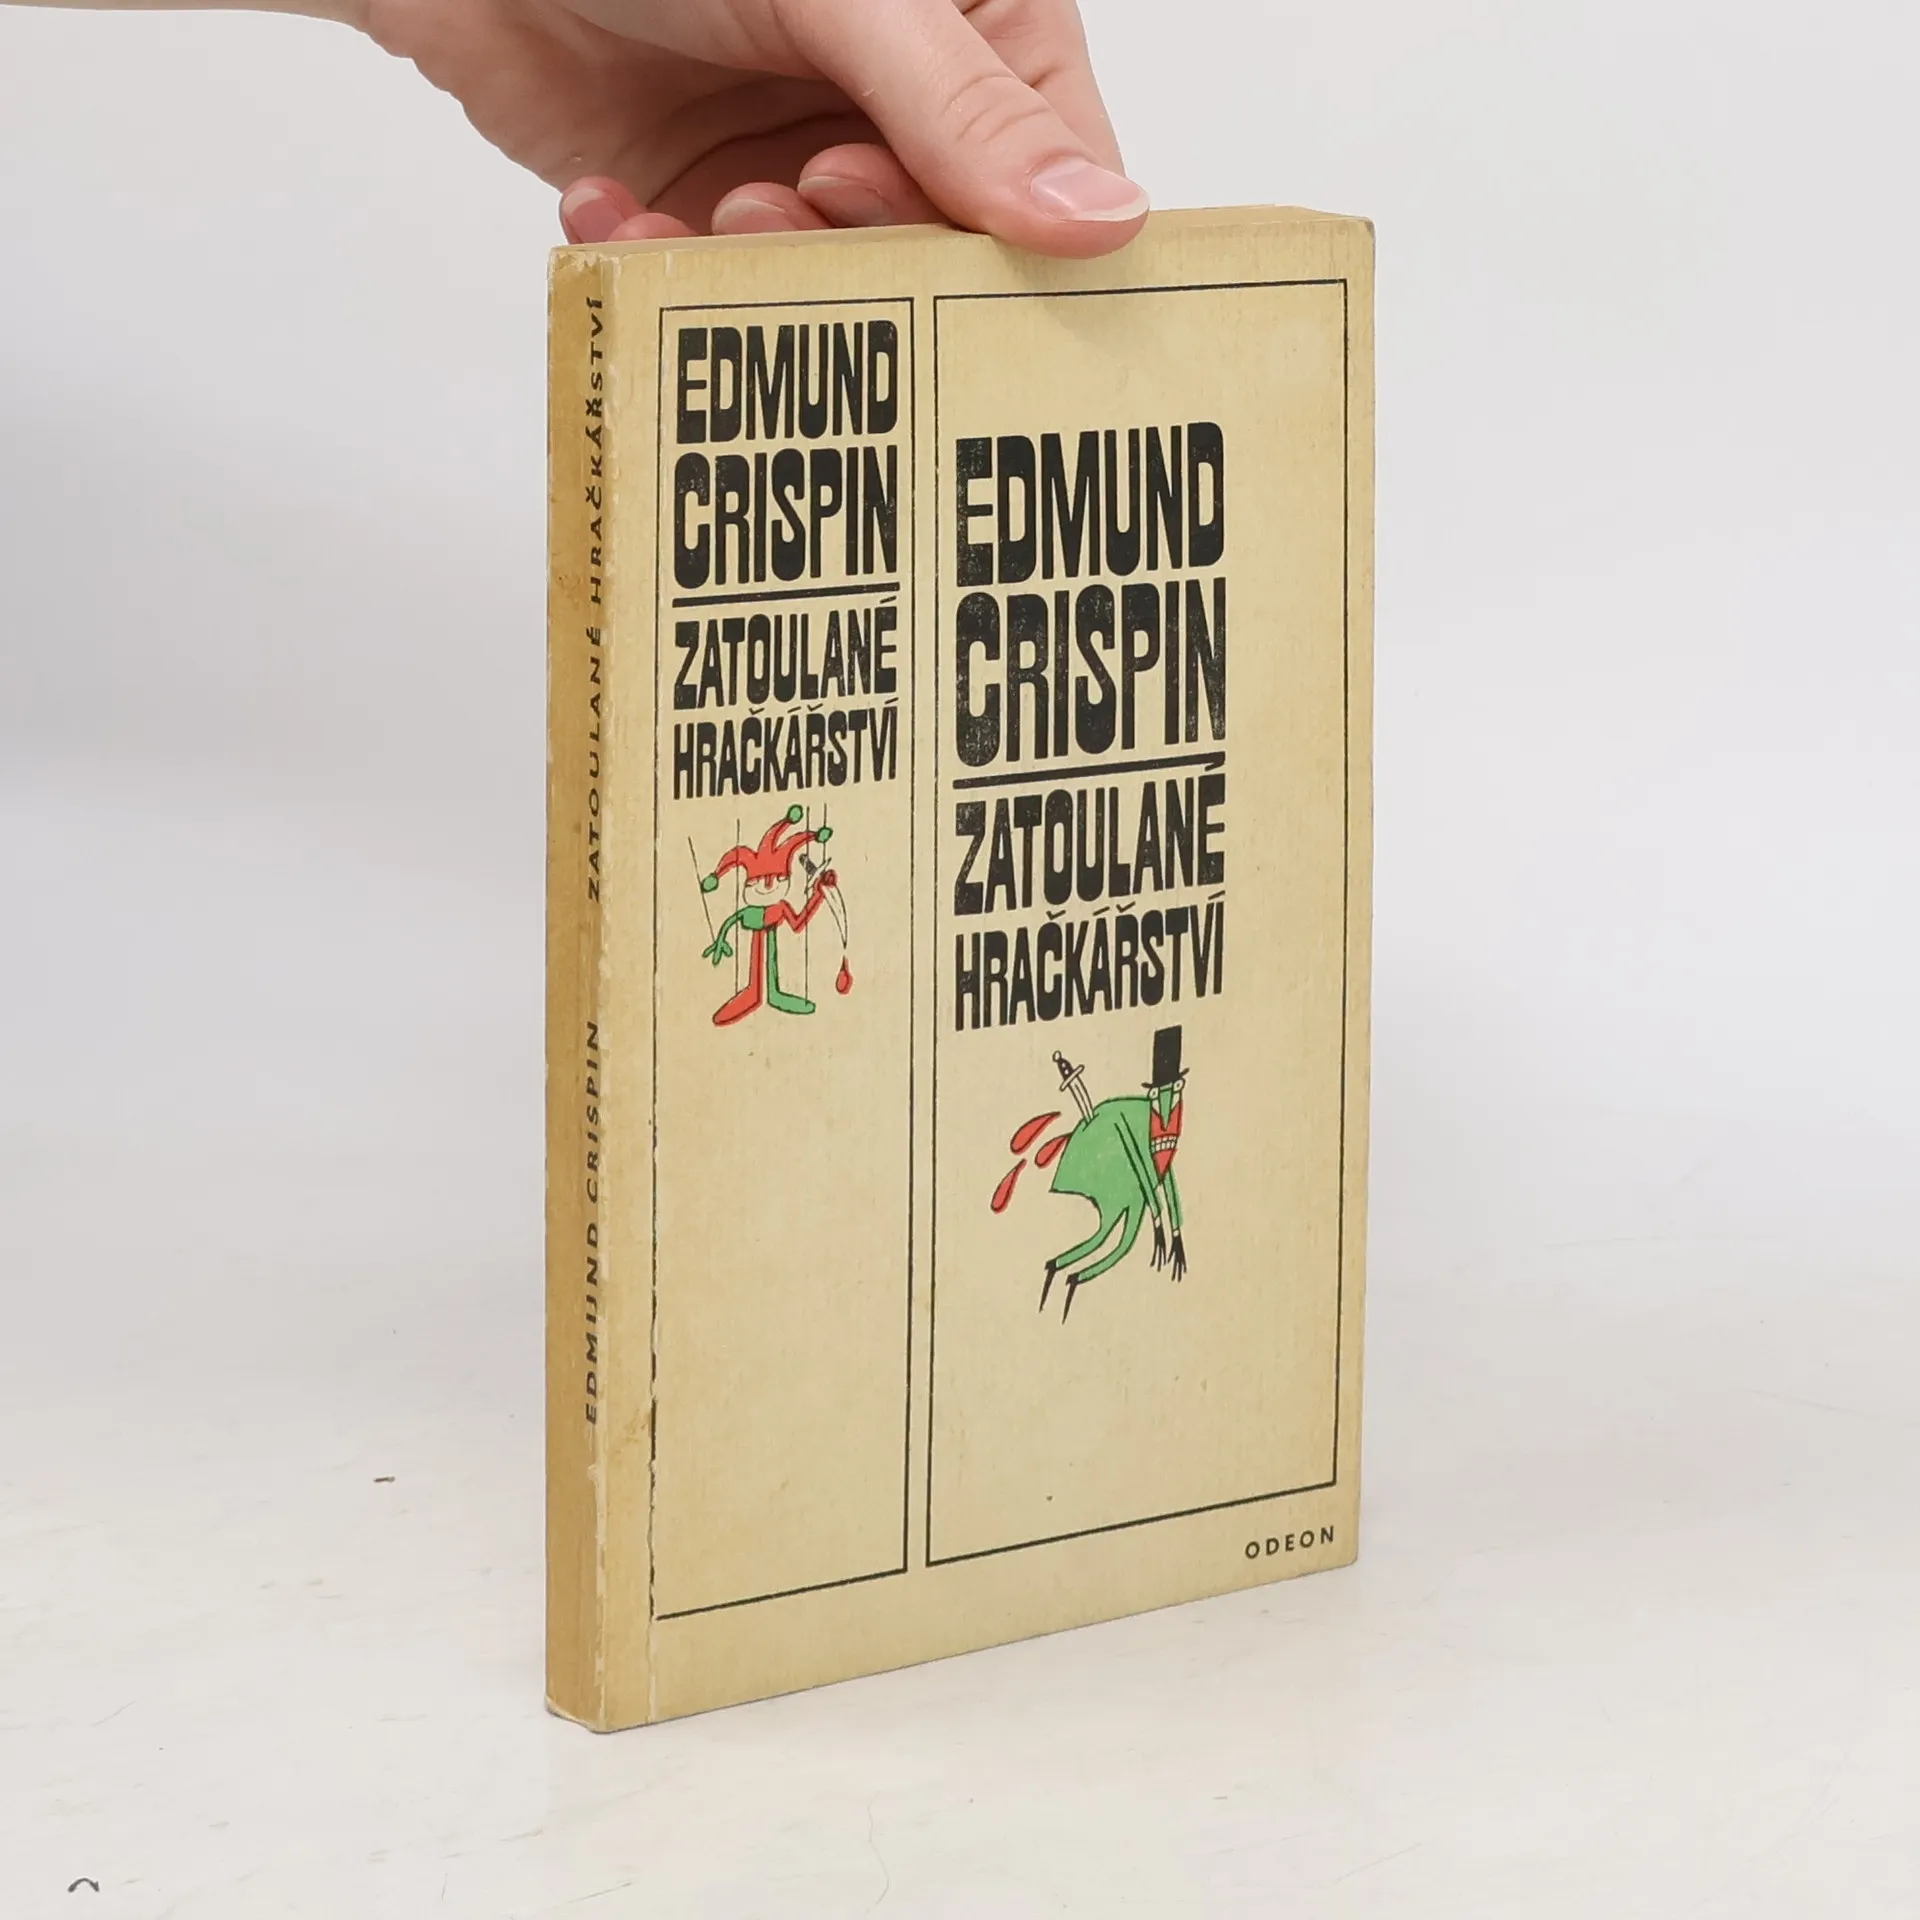 ZATOULANÉ HRAČKÁŘSTVÍ
EDMUND CRISPIN
EDMUND
CRISPIN
ZATOULANÉ
HRAČKÁŘSTVÍ
EDMUND
CRISPIN
ZATOULANÉ
HRAČKÁŘSTVÍ
ODEON